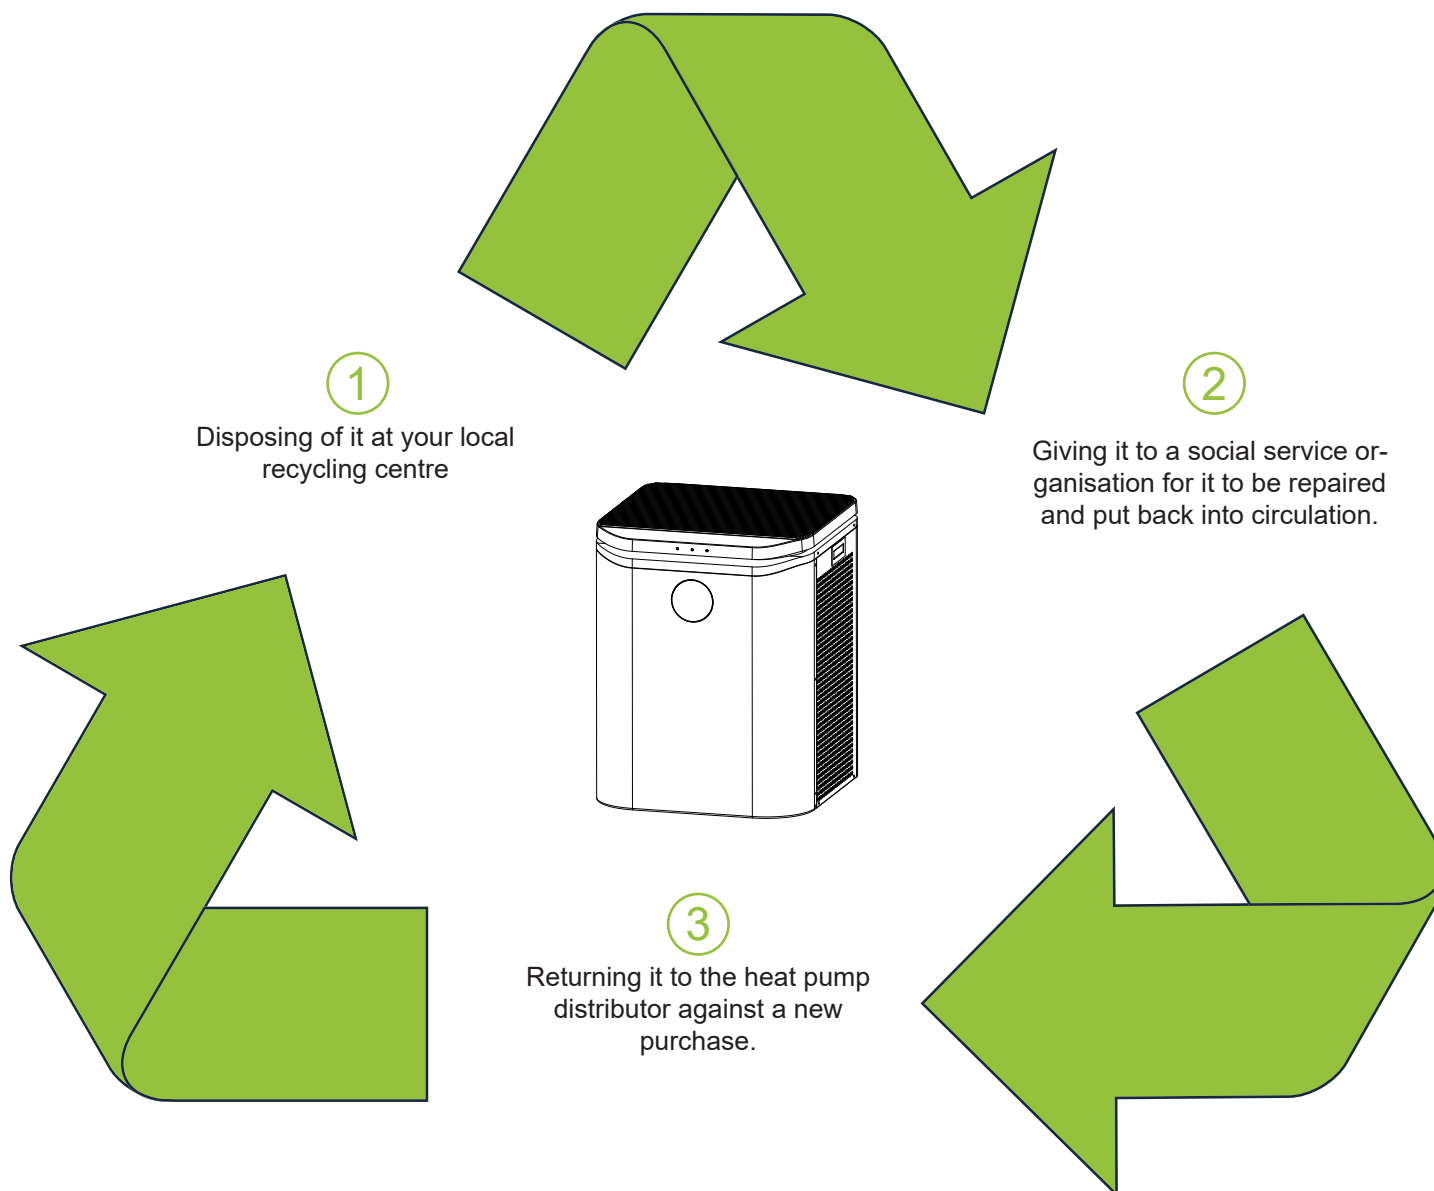 1
Disposing of it at your local
recycling centre
2
Giving it to a social service or-
ganisation for it to be repaired
and put back into circulation.
3
Returning it to the heat pump
distributor against a new
purchase.